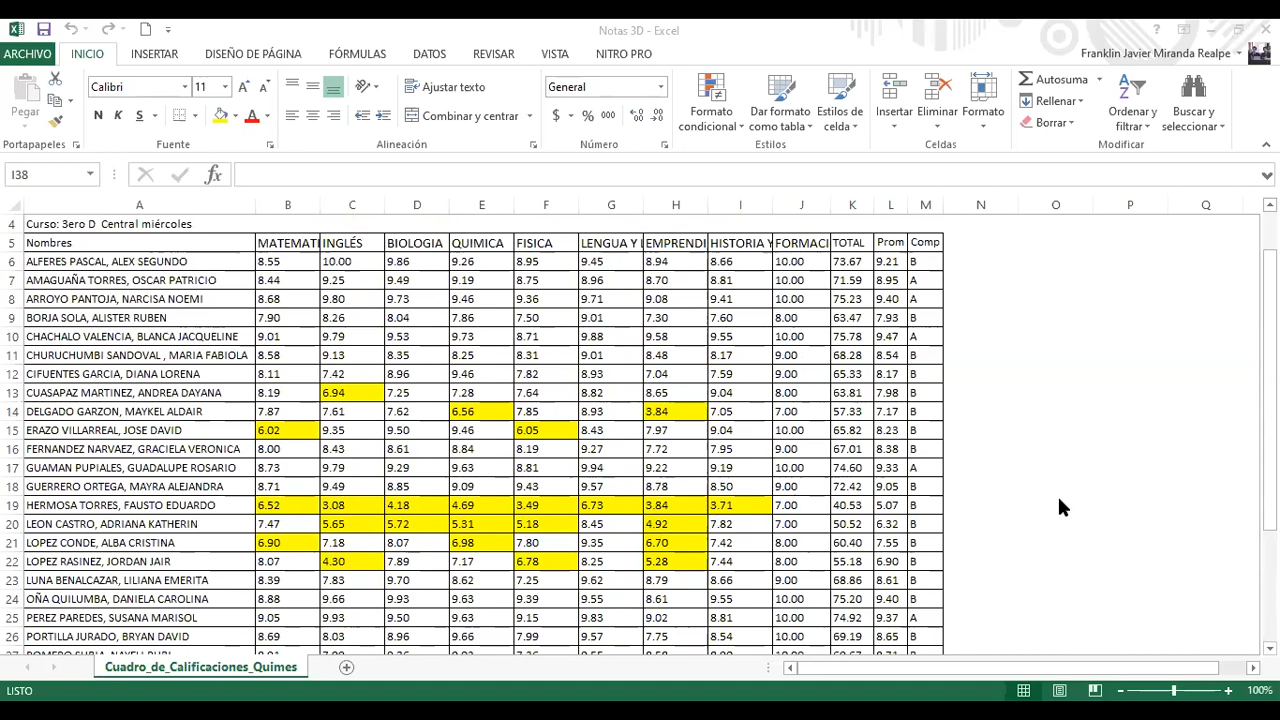 Notas 3D - Excel
ARCHIVO INICIO INSERTAR DISEÑO DE PÁGINA FÓRMULAS DATOS REVISAR VISTA NITRO PRO Franklin Javier Miranda Realpe
Pegar Calibri 11 Ajustar texto General Formato condicional Dar formato como tabla Estilos de celda Insertar Eliminar Formato Autosuma Ordenar y filtrar Buscar y seleccionar
N K S Combinar y centrar $ % 000 Rellenar
Borrar
Portapapeles Fuente Alineación Número Estilos Celdas Modificar
I38 fx
A B C D E F G H I J K L M N O P Q
4 Curso: 3ero D Central miércoles
5 Nombres MATEMATI INGLÉS BIOLOGIA QUIMICA FISICA LENGUA Y EMPRENDI HISTORIA Y FORMACI TOTAL Prom Comp
6 ALFERES PASCAL, ALEX SEGUNDO 8.55 10.00 9.86 9.26 8.95 9.45 8.94 8.66 10.00 73.67 9.21 B
7 AMAGUAÑA TORRES, OSCAR PATRICIO 8.44 9.25 9.49 9.19 8.75 8.96 8.70 8.81 10.00 71.59 8.95 A
8 ARROYO PANTOJA, NARCISA NOEMI 8.68 9.80 9.73 9.46 9.36 9.71 9.08 9.41 10.00 75.23 9.40 A
9 BORJA SOLA, ALISTER RUBEN 7.90 8.26 8.04 7.86 7.50 9.01 7.30 7.60 8.00 63.47 7.93 B
10 CHACHALO VALENCIA, BLANCA JACQUELINE 9.01 9.79 9.53 9.73 8.71 9.88 9.58 9.55 10.00 75.78 9.47 A
11 CHURUCHUMBI SANDOVAL , MARIA FABIOLA 8.58 9.13 8.35 8.25 8.31 9.01 8.48 8.17 9.00 68.28 8.54 B
12 CIFUENTES GARCIA, DIANA LORENA 8.11 7.42 8.96 9.46 7.82 8.93 7.04 7.59 9.00 65.33 8.17 B
13 CUASAPAZ MARTINEZ, ANDREA DAYANA 8.19 6.94 7.25 7.28 7.64 8.82 8.65 9.04 8.00 63.81 7.98 B
14 DELGADO GARZON, MAYKEL ALDAIR 7.87 7.61 7.62 6.56 7.85 8.93 3.84 7.05 7.00 57.33 7.17 B
15 ERAZO VILLARREAL, JOSE DAVID 6.02 9.35 9.50 9.46 6.05 8.43 7.97 9.04 10.00 65.82 8.23 B
16 FERNANDEZ NARVAEZ, GRACIELA VERONICA 8.00 8.43 8.61 8.84 8.19 9.27 7.72 7.95 9.00 67.01 8.38 B
17 GUAMAN PUPIALES, GUADALUPE ROSARIO 8.73 9.79 9.29 9.63 8.81 9.94 9.22 9.19 10.00 74.60 9.33 A
18 GUERRERO ORTEGA, MAYRA ALEJANDRA 8.71 9.49 8.85 9.09 9.43 9.57 8.78 8.50 10.00 72.42 9.05 B
19 HERMOSA TORRES, FAUSTO EDUARDO 6.52 3.08 4.18 4.69 3.49 6.73 3.84 3.71 7.00 40.53 5.07 B
20 LEON CASTRO, ADRIANA KATHERIN 7.47 5.65 5.72 5.31 5.18 8.45 4.92 7.82 7.00 50.52 6.32 B
21 LOPEZ CONDE, ALBA CRISTINA 6.90 7.18 8.07 6.98 7.80 9.35 6.70 7.42 8.00 60.40 7.55 B
22 LOPEZ RASINEZ, JORDAN JAIR 8.07 4.30 7.89 7.17 6.78 8.25 5.28 7.44 8.00 55.18 6.90 B
23 LUNA BENALCAZAR, LILIANA EMERITA 8.39 7.83 9.70 8.62 7.25 9.62 8.79 8.66 9.00 68.86 8.61 B
24 OÑA QUILUMBA, DANIELA CAROLINA 8.88 9.66 9.93 9.63 9.39 9.55 8.61 9.55 10.00 75.20 9.40 B
25 PEREZ PAREDES, SUSANA MARISOL 9.05 9.93 9.50 9.63 9.15 9.83 9.02 8.81 10.00 74.92 9.37 A
26 PORTILLA JURADO, BRYAN DAVID 8.69 8.03 8.96 9.66 7.99 9.57 7.75 8.54 10.00 69.19 8.65 B
Cuadro_de_Calificaciones_Quimes
LISTO 100%